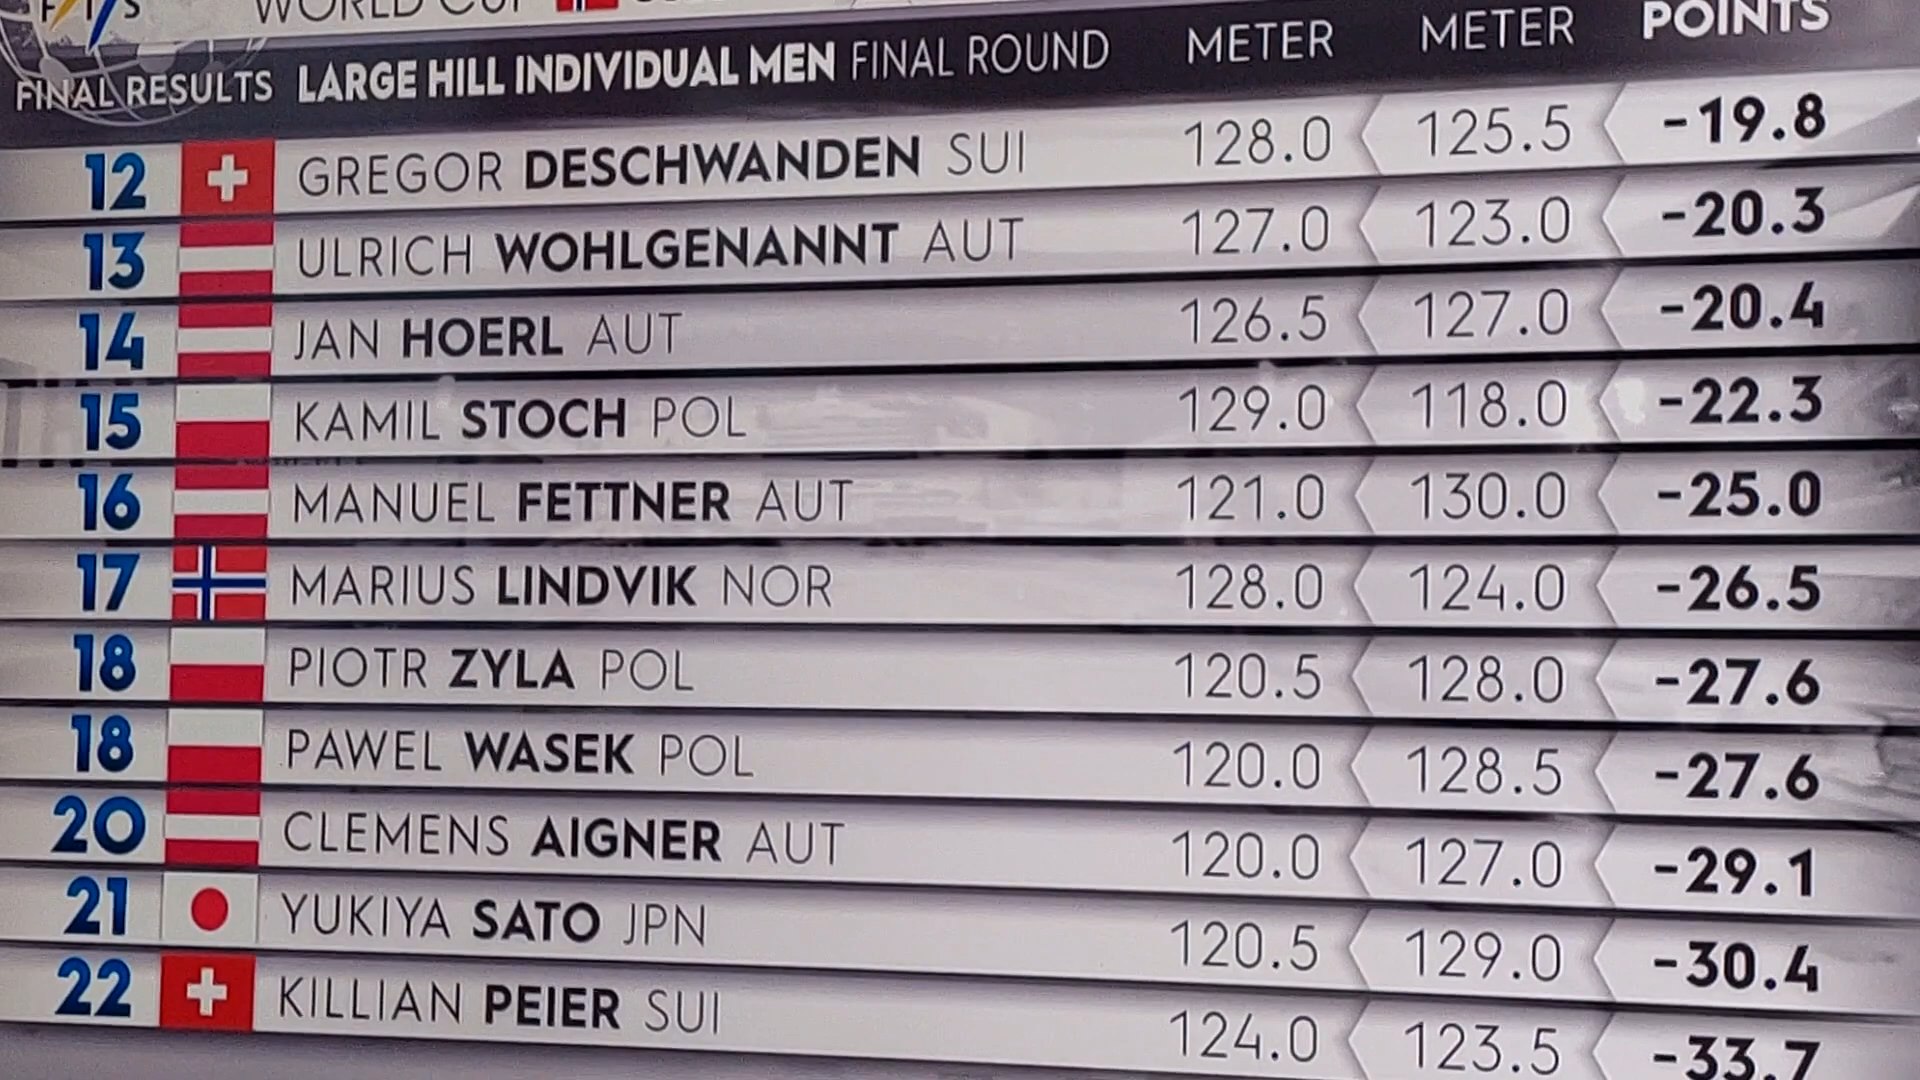 FIS WORLD CUP
FINAL RESULTS LARGE HILL INDIVIDUAL MEN FINAL ROUND METER METER POINTS
12 GREGOR DESCHWANDEN SUI 128.0 125.5 -19.8
13 ULRICH WOHLGENANNT AUT 127.0 123.0 -20.3
14 JAN HOERL AUT 126.5 127.0 -20.4
15 KAMIL STOCH POL 129.0 118.0 -22.3
16 MANUEL FETTNER AUT 121.0 130.0 -25.0
17 MARIUS LINDVIK NOR 128.0 124.0 -26.5
18 PIOTR ZYLA POL 120.5 128.0 -27.6
18 PAWEL WASEK POL 120.0 128.5 -27.6
20 CLEMENS AIGNER AUT 120.0 127.0 -29.1
21 YUKIYA SATO JPN 120.5 129.0 -30.4
22 KILLIAN PEIER SUI 124.0 123.5 -33.7